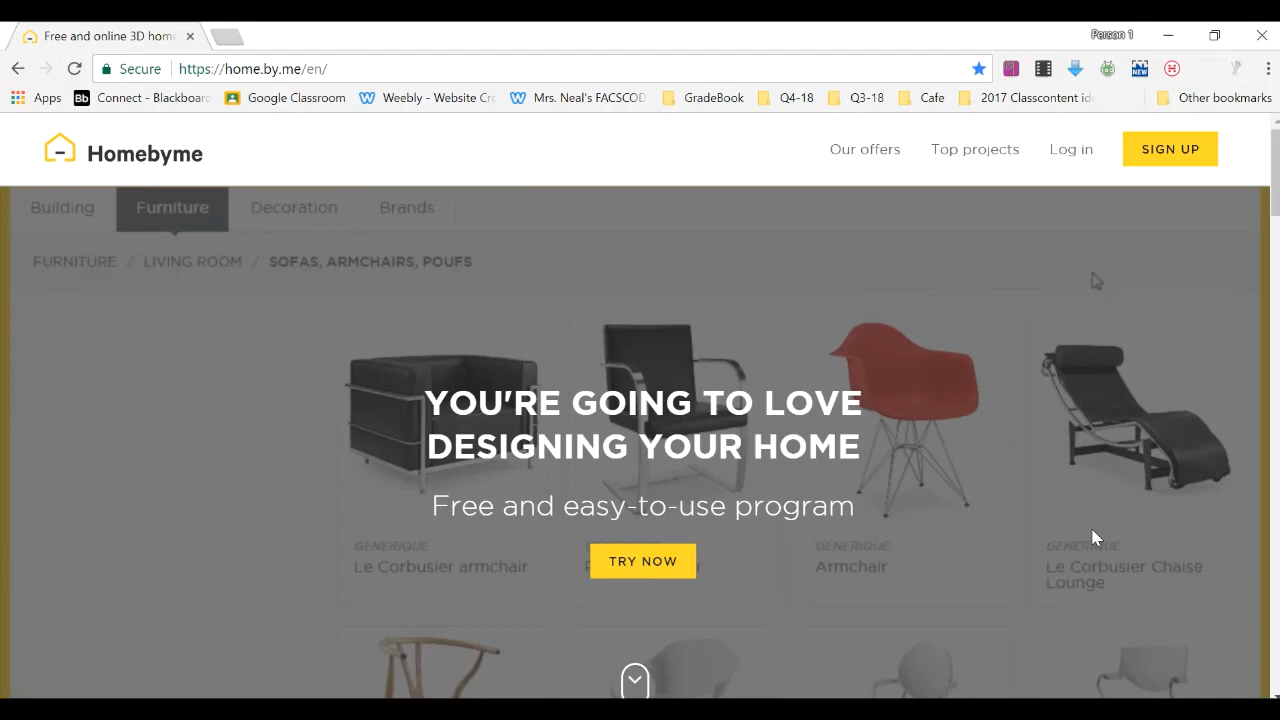 Free and online 3D home
Person 1
Secure
https://home.by.me/en/
NEW
Apps
Bb
Connect - Blackboard
Google Classroom
Weebly - Website Cre
Mrs. Neal's FACSCOD
GradeBook
Q4-18
Q3-18
Cafe
2017 Classcontent ide
Other bookmarks
Homebyme
Our offers
Top projects
Log in
SIGN UP
Building
Furniture
Decoration
Brands
FURNITURE / LIVING ROOM / SOFAS, ARMCHAIRS, POUFS
YOU'RE GOING TO LOVE
DESIGNING YOUR HOME
Free and easy-to-use program
TRY NOW
GENERIQUE
Le Corbusier armchair
GENERIQUE
Armchair
GENERIQUE
Le Corbusier Chaise
Lounge